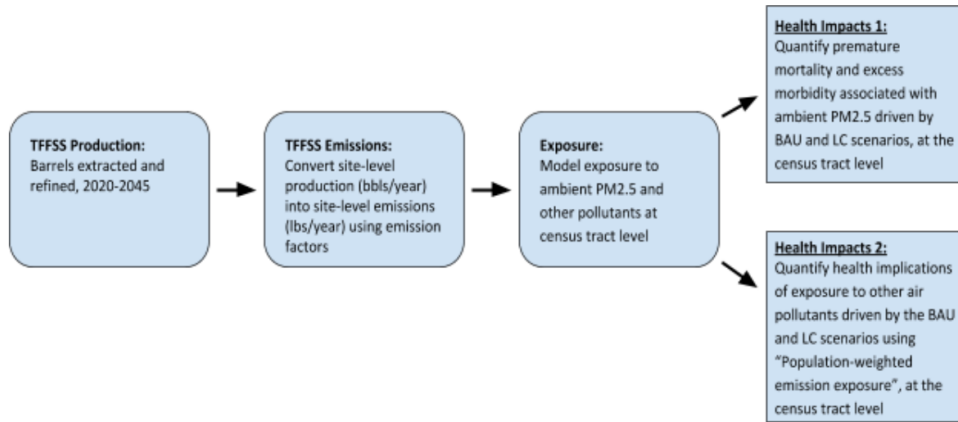 TFFSS Production:
Barrels extracted and
refined, 2020-2045
TFFSS Emissions:
Convert site-level
production (bbls/year)
into site-level emissions
(lbs/year) using emission
factors
Exposure:
Model exposure to
ambient PM2.5 and
other pollutants at
census tract level
Health Impacts 1:
Quantify premature
mortality and excess
morbidity associated with
ambient PM2.5 driven by
BAU and LC scenarios, at the
census tract level
Health Impacts 2:
Quantify health implications
of exposure to other air
pollutants driven by the BAU
and LC scenarios using
“Population-weighted
emission exposure”, at the
census tract level